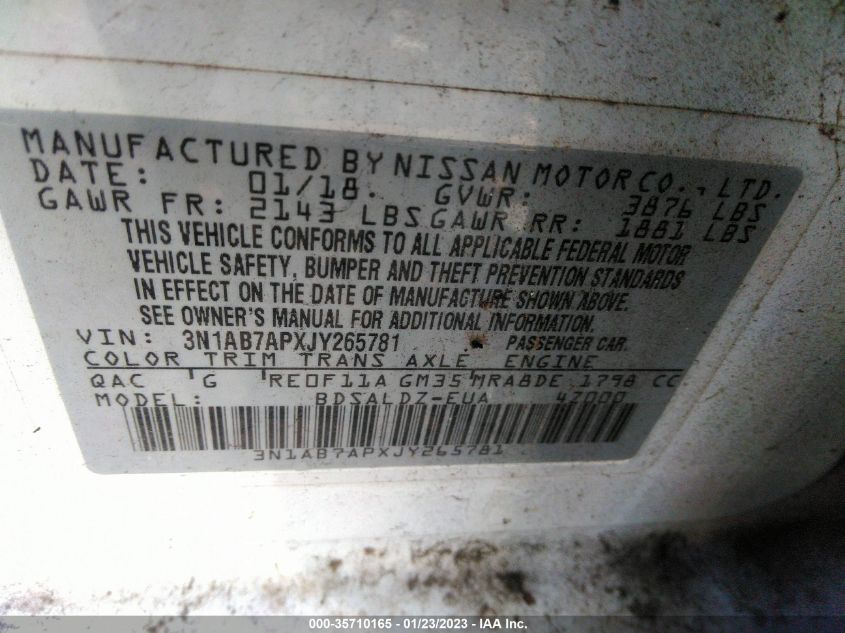 MANUFACTURED BY NISSAN MOTOR CO., LTD.
DATE: 01/18. GVWR: 3876 LBS
GAWR FR: 2143 LBS GAWR RR: 1881 LBS
THIS VEHICLE CONFORMS TO ALL APPLICABLE FEDERAL MOTOR
VEHICLE SAFETY, BUMPER AND THEFT PREVENTION STANDARDS
IN EFFECT ON THE DATE OF MANUFACTURE SHOWN ABOVE.
SEE OWNER'S MANUAL FOR ADDITIONAL INFORMATION.
VIN: 3N1AB7APXJY265781 PASSENGER CAR
COLOR TRIM TRANS AXLE ENGINE
QAC G RE0F11A GM35 MRA8DE 1798 CC
MODEL: BDSALDZ-EUA 4Z000
3N1AB7APXJY265781
000-35710165 - 01/23/2023 - IAA Inc.